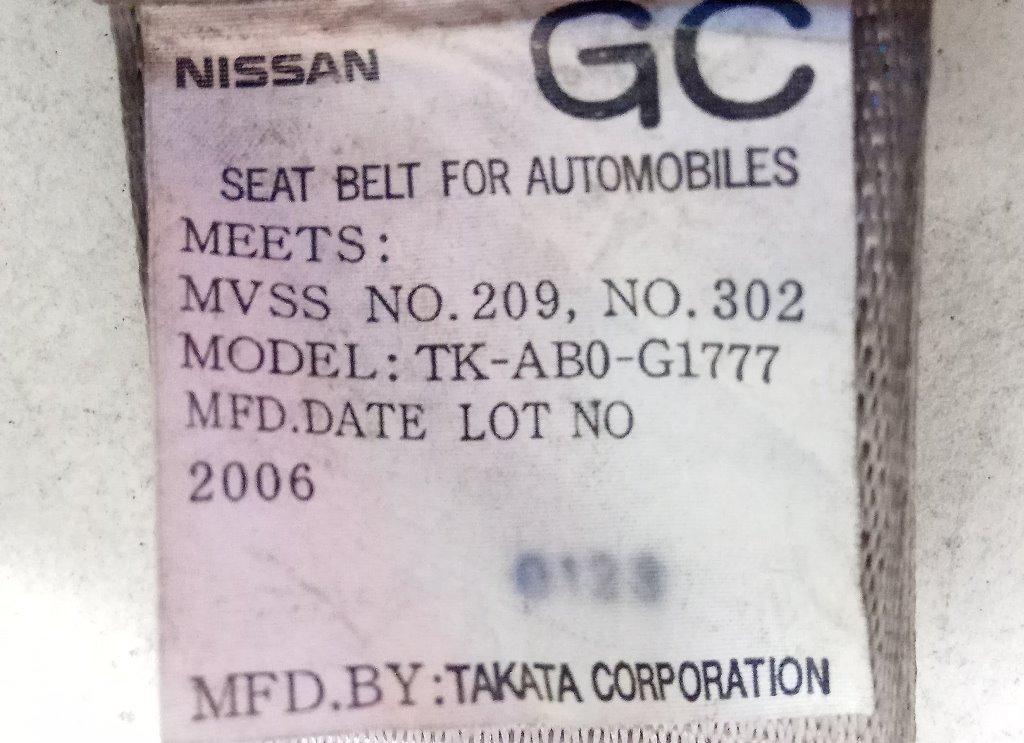 NISSAN GC
SEAT BELT FOR AUTOMOBILES
MEETS:
MVSS NO.209, NO.302
MODEL: TK-AB0-G1777
MFD.DATE LOT NO
2006
MFD.BY:TAKATA CORPORATION